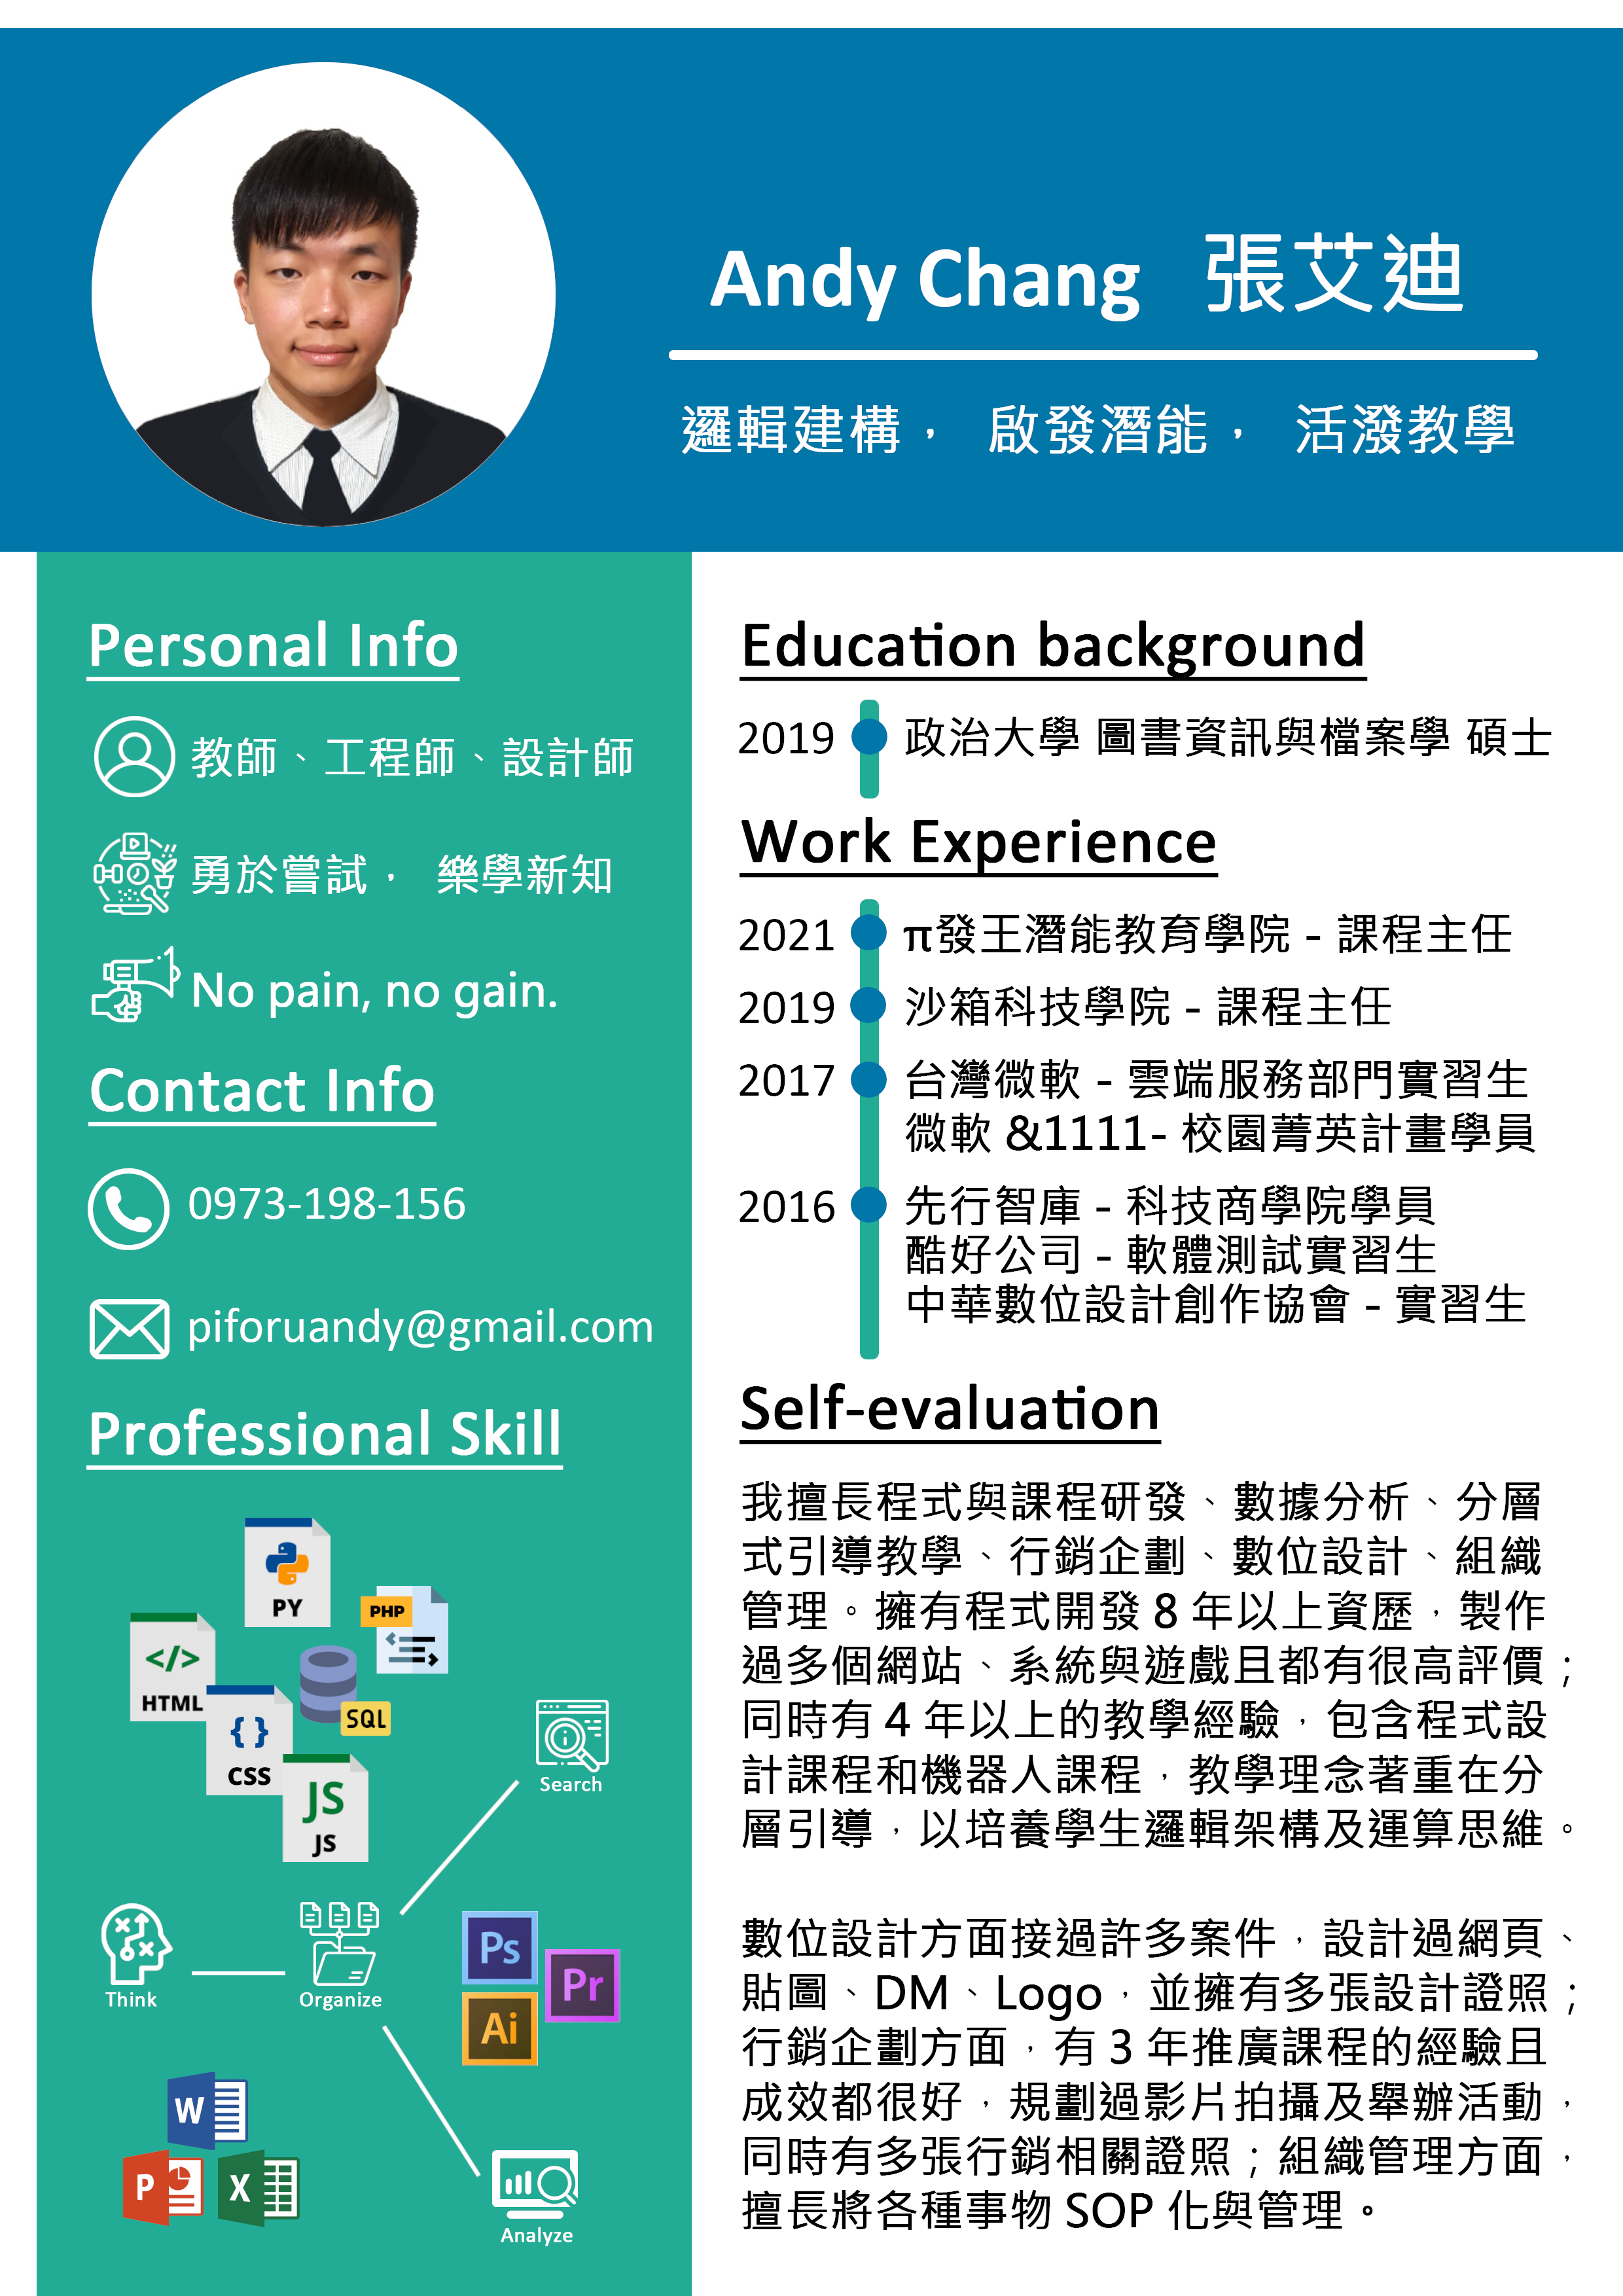 Andy Chang 張艾迪
邏輯建構， 啟發潛能， 活潑教學
Personal Info
教師、工程師、設計師
勇於嘗試， 樂學新知
No pain, no gain.
Contact Info
0973-198-156
piforuandy@gmail.com
Professional Skill
PY
PHP
</>
HTML
SQL
{ }
CSS
JS
JS
Search
Think
Organize
Ps
Pr
Ai
W
P
X
Analyze
Education background
2019 政治大學 圖書資訊與檔案學 碩士
Work Experience
2021 π發王潛能教育學院 - 課程主任
2019 沙箱科技學院 - 課程主任
2017 台灣微軟 - 雲端服務部門實習生
微軟 &1111- 校園菁英計畫學員
2016 先行智庫 - 科技商學院學員
酷好公司 - 軟體測試實習生
中華數位設計創作協會 - 實習生
Self-evaluation
我擅長程式與課程研發、數據分析、分層
式引導教學、行銷企劃、數位設計、組織
管理。擁有程式開發 8 年以上資歷，製作
過多個網站、系統與遊戲且都有很高評價；
同時有 4 年以上的教學經驗，包含程式設
計課程和機器人課程，教學理念著重在分
層引導，以培養學生邏輯架構及運算思維。
數位設計方面接過許多案件，設計過網頁、
貼圖、DM、Logo，並擁有多張設計證照；
行銷企劃方面，有 3 年推廣課程的經驗且
成效都很好，規劃過影片拍攝及舉辦活動，
同時有多張行銷相關證照；組織管理方面，
擅長將各種事物 SOP 化與管理。